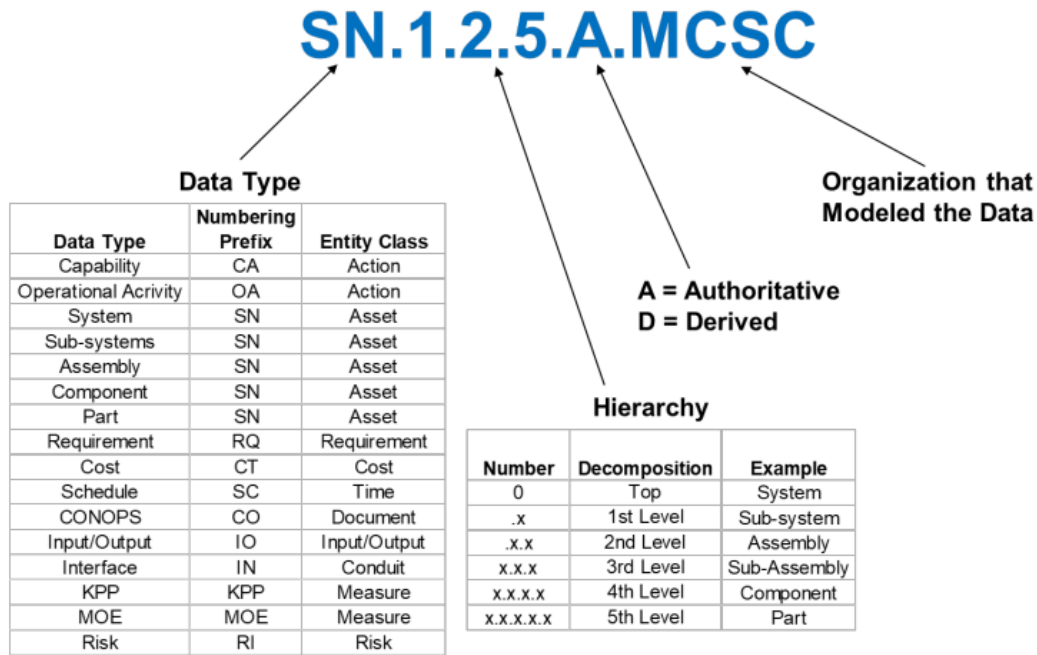 SN.1.2.5.A.MCSC
Data Type
Data Type Numbering Prefix Entity Class
Capability CA Action
Operational Acrivity OA Action
System SN Asset
Sub-systems SN Asset
Assembly SN Asset
Component SN Asset
Part SN Asset
Requirement RQ Requirement
Cost CT Cost
Schedule SC Time
CONOPS CO Document
Input/Output IO Input/Output
Interface IN Conduit
KPP KPP Measure
MOE MOE Measure
Risk RI Risk
Hierarchy
Number Decomposition Example
0 Top System
.x 1st Level Sub-system
.x.x 2nd Level Assembly
x.x.x 3rd Level Sub-Assembly
x.x.x.x 4th Level Component
x.x.x.x.x 5th Level Part
A = Authoritative
D = Derived
Organization that
Modeled the Data